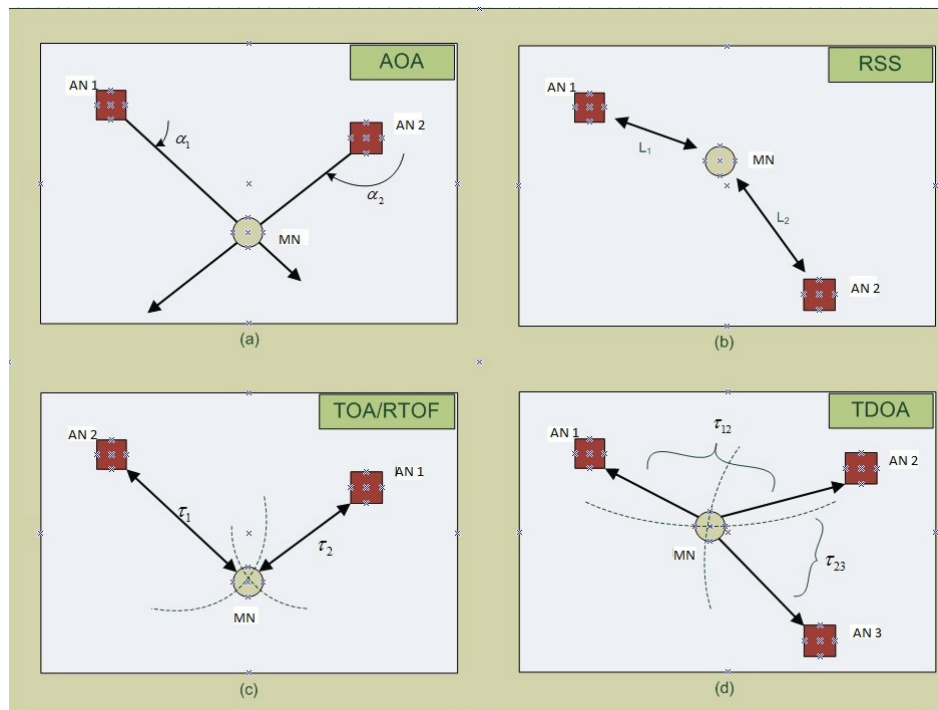 AOA
AN 1
α1
AN 2
α2
MN
(a)
RSS
AN 1
L1
MN
L2
AN 2
(b)
TOA/RTOF
AN 2
AN 1
τ1
τ2
MN
(c)
TDOA
AN 1
τ12
AN 2
MN
τ23
AN 3
(d)